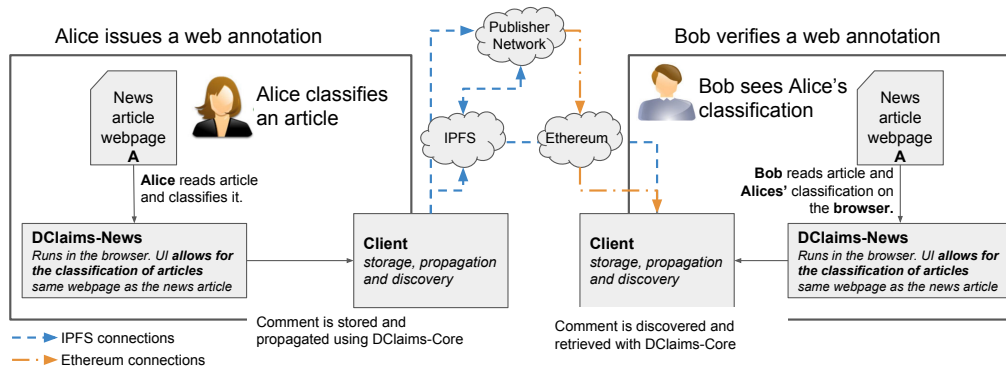 Alice issues a web annotation
News
article
webpage
A
Alice classifies
an article
Alice reads article
and classifies it.
DClaims-News
Runs in the browser. UI allows for
the classification of articles
same webpage as the news article
Client
storage, propagation
and discovery
Comment is stored and
propagated using DClaims-Core
IPFS connections
Ethereum connections
Publisher
Network
IPFS
Ethereum
Bob verifies a web annotation
Bob sees Alice's
classification
News
article
webpage
A
Bob reads article and
Alices' classification on
the browser.
Client
storage, propagation
and discovery
DClaims-News
Runs in the browser. UI allows for
the classification of articles
same webpage as the news article
Comment is discovered and
retrieved with DClaims-Core